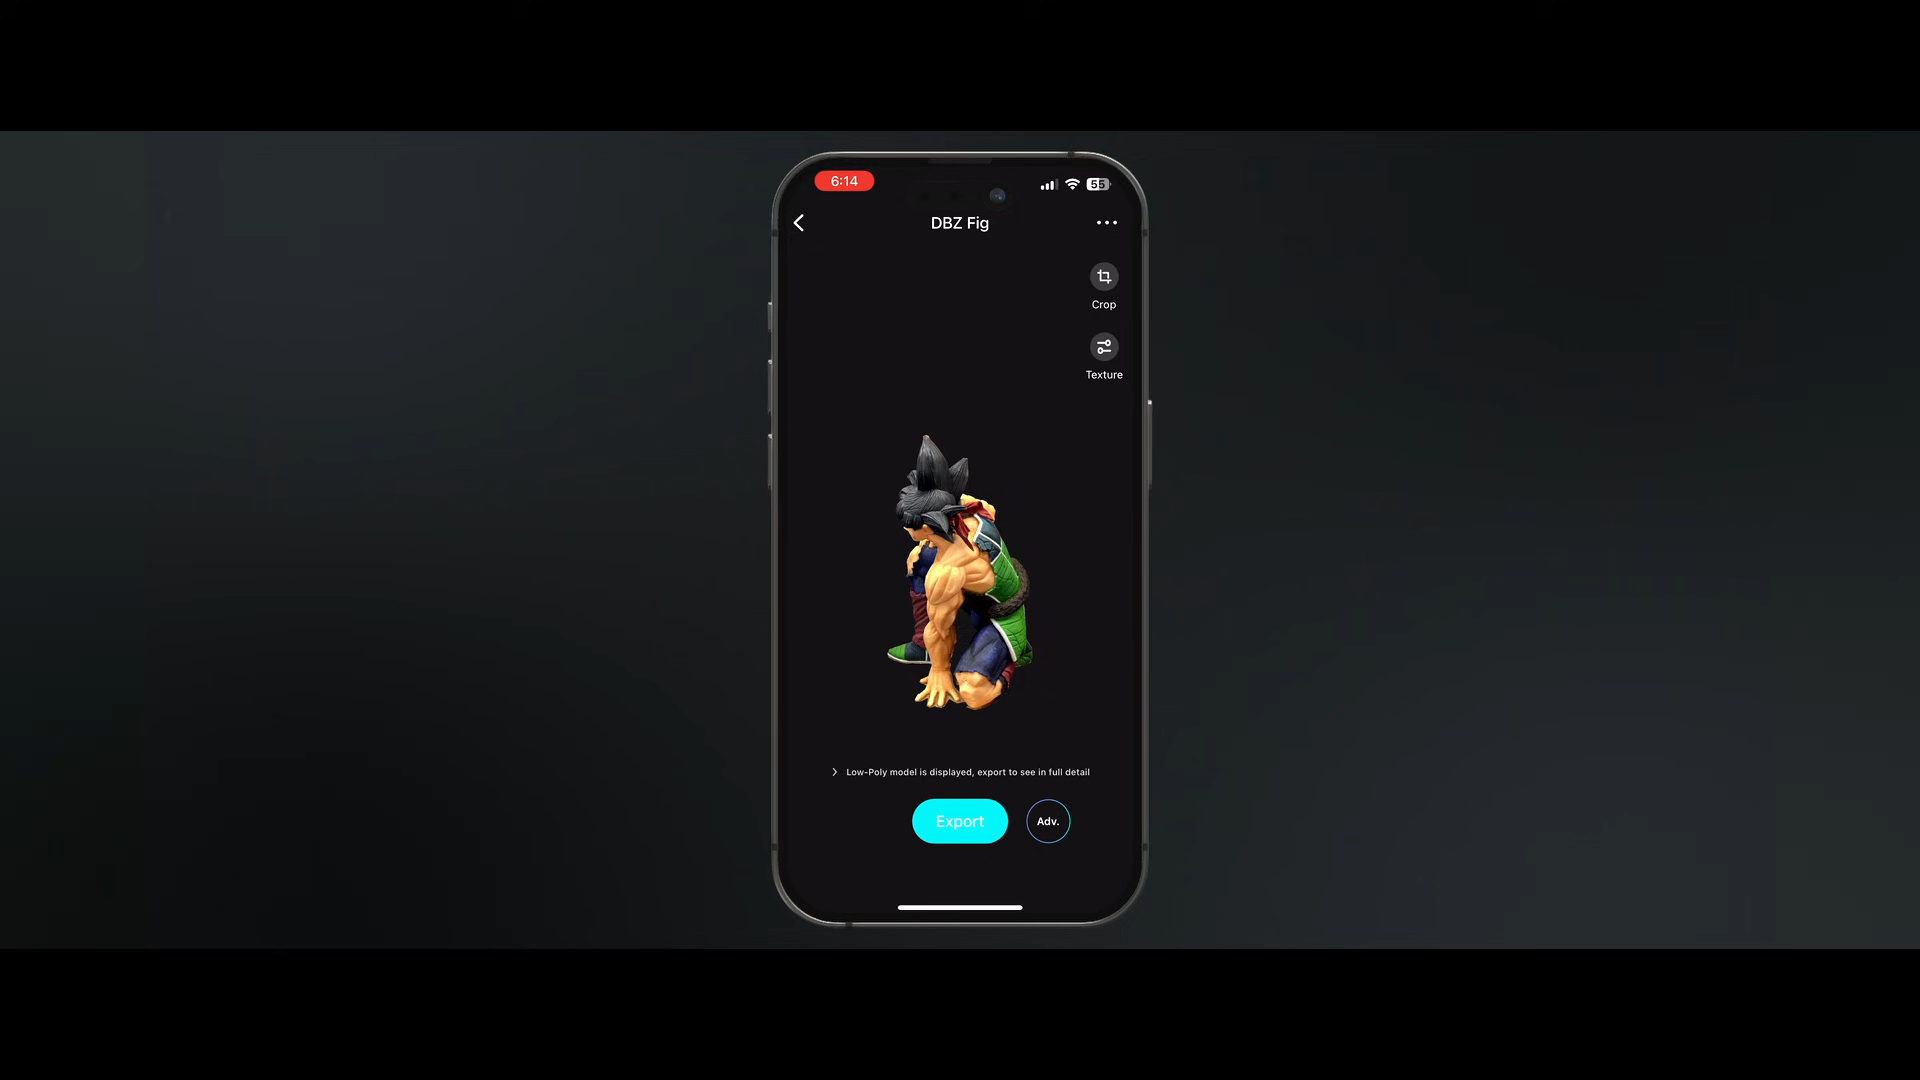 6:14
55
DBZ Fig
Crop
Texture
Low-Poly model is displayed, export to see in full detail
Export
Adv.